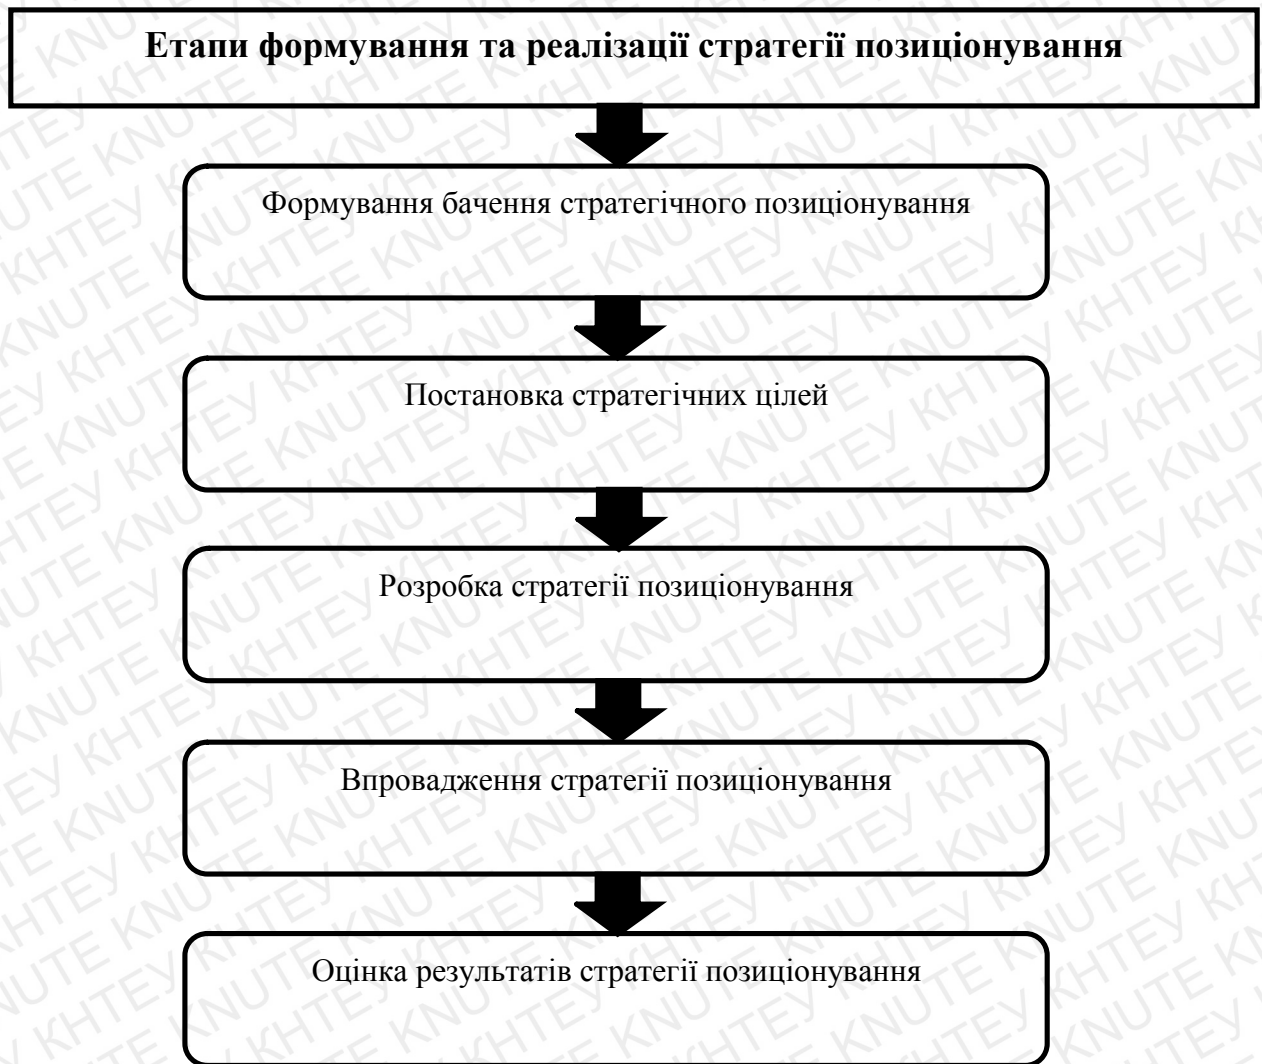 Етапи формування та реалізації стратегії позиціонування
Формування бачення стратегічного позиціонування
Постановка стратегічних цілей
Розробка стратегії позиціонування
Впровадження стратегії позиціонування
Оцінка результатів стратегії позиціонування